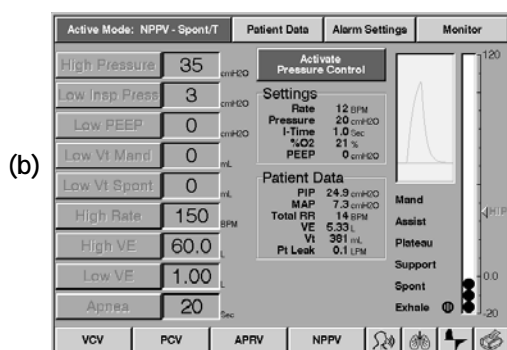 (b)
Active Mode: NPPV - Spont/T Patient Data Alarm Settings Monitor
High Pressure 35 cmH2O
Low Insp Press 3 cmH2O
Low PEEP 0 cmH2O
Low Vt Mand 0 mL
Low Vt Spont 0 mL
High Rate 150 BPM
High VE 60.0 L
Low VE 1.00 L
Apnea 20 Sec
Activate
Pressure Control
Settings
Rate 12 BPM
Pressure 20 cmH2O
I-Time 1.0 Sec
%O2 21 %
PEEP 0 cmH2O
Patient Data
PIP 24.9 cmH2O
MAP 7.3 cmH2O
Total RR 14 BPM
VE 5.33 L
Vt 381 mL
Pt Leak 0.1 LPM
Mand
Assist
Plateau
Support
Spont
Exhale
120
HiP
0.0
-20
VCV PCV APRV NPPV